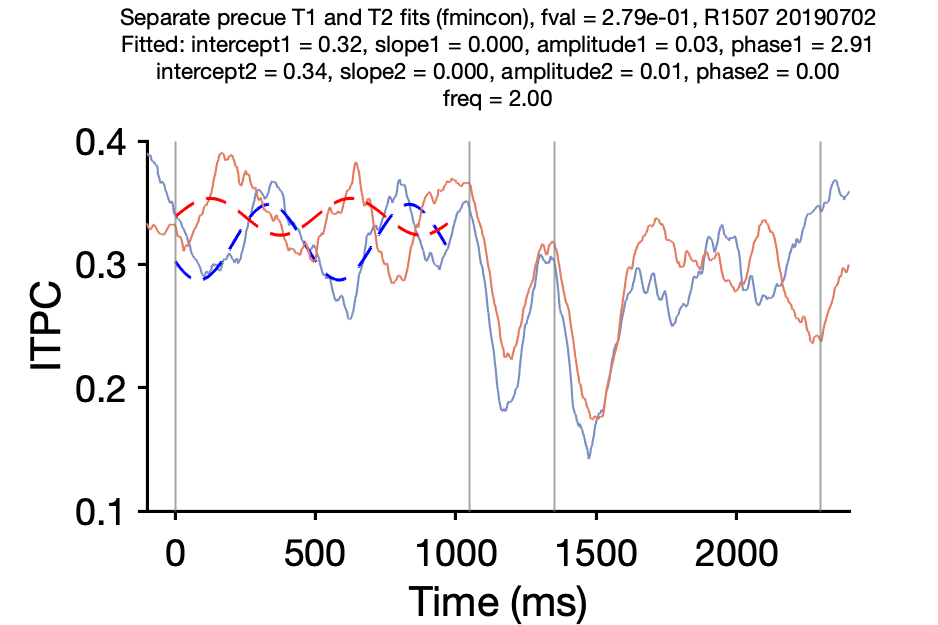 Separate precue T1 and T2 fits (fmincon), fval = 2.79e-01, R1507 20190702
Fitted: intercept1 = 0.32, slope1 = 0.000, amplitude1 = 0.03, phase1 = 2.91
intercept2 = 0.34, slope2 = 0.000, amplitude2 = 0.01, phase2 = 0.00
freq = 2.00
0.4
0.3
0.2
0.1
ITPC
0 500 1000 1500 2000
Time (ms)